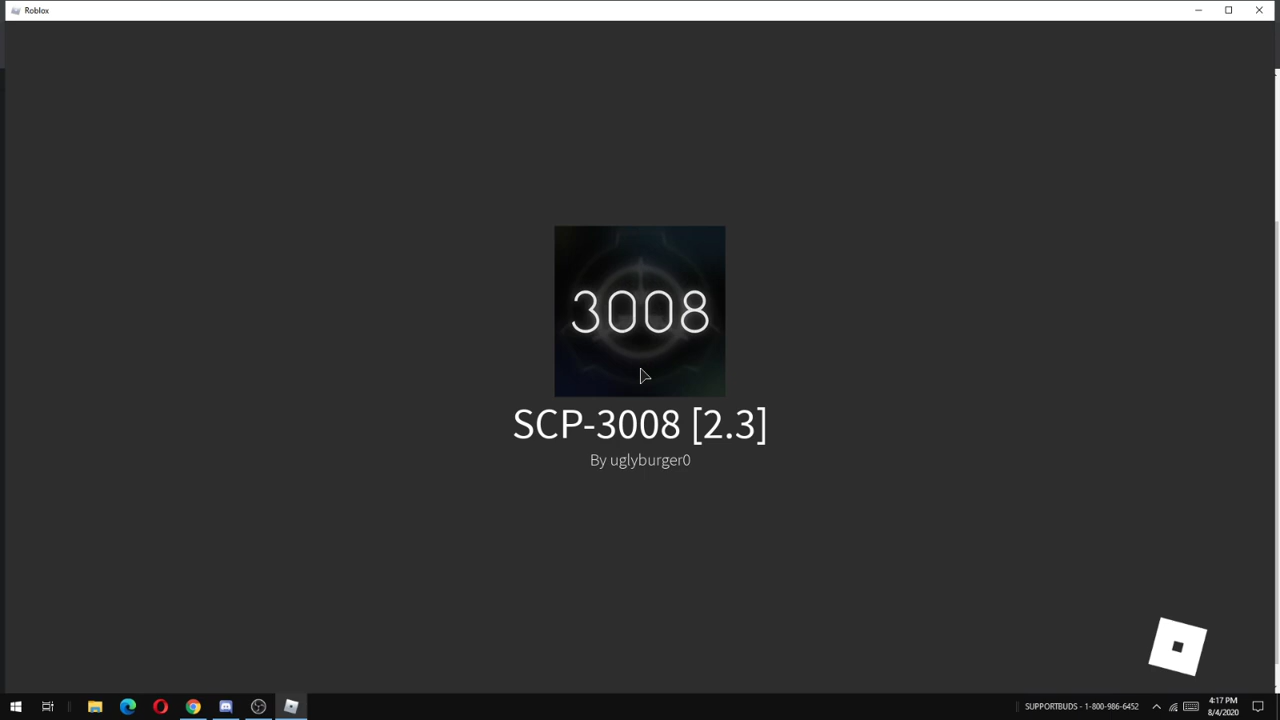 Roblox
3008
SCP-3008 [2.3]
By uglyburger0
SUPPORTBUDS - 1-800-986-6452
4:17 PM
8/4/2020